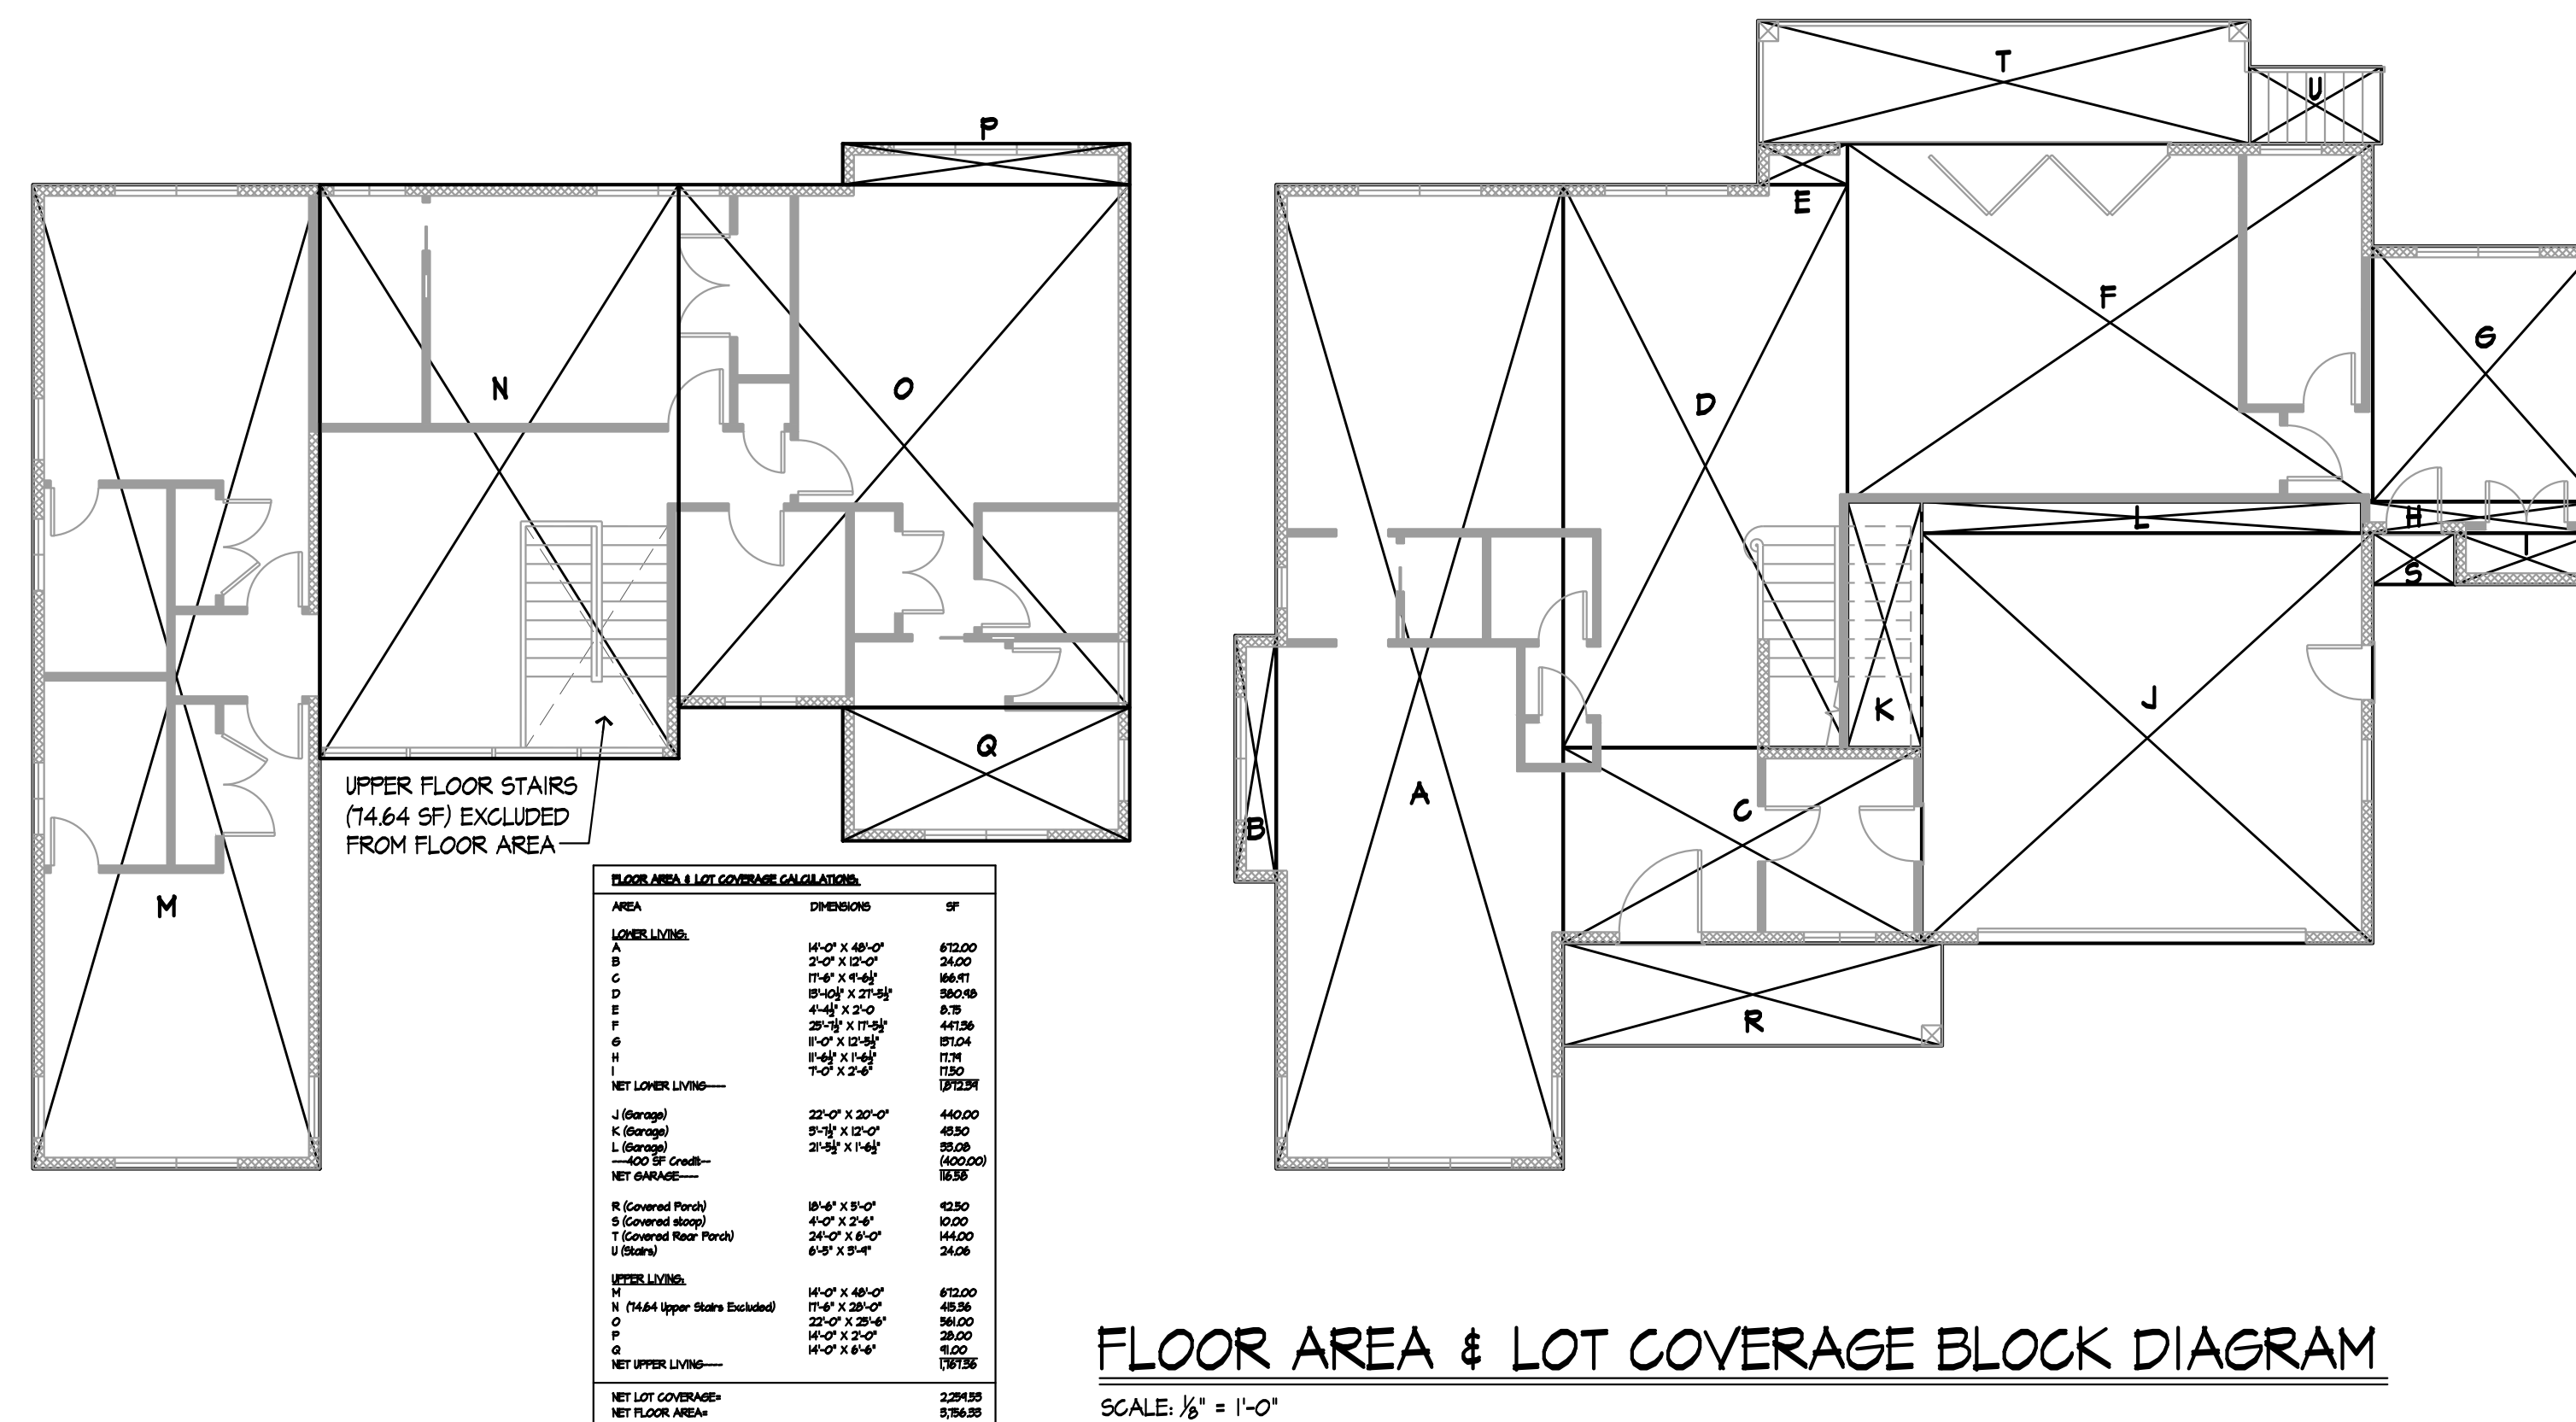 P
N
O
Q
M
UPPER FLOOR STAIRS
(74.64 SF) EXCLUDED
FROM FLOOR AREA
T
U
E
F
G
D
L
H
I
S
K
J
A
B
C
R
FLOOR AREA & LOT COVERAGE CALCULATIONS:
AREA DIMENSIONS SF
LOWER LIVING:
A 14'-0" X 48'-0" 672.00
B 2'-0" X 12'-0" 24.00
C 17'-6" X 9'-6½" 166.97
D 13'-10½" X 27'-5½" 380.98
E 4'-4½" X 2'-0 8.75
F 25'-7½" X 17'-5½" 447.36
G 11'-0" X 12'-5½" 137.04
H 11'-6½" X 1'-6½" 17.79
I 7'-0" X 2'-6" 17.50
NET LOWER LIVING---- 1,872.39
J (Garage) 22'-0" X 20'-0" 440.00
K (Garage) 3'-7½" X 12'-0" 43.50
L (Garage) 21'-5½" X 1'-6½" 33.08
----400 SF Credit-- (400.00)
NET GARAGE---- 116.58
R (Covered Porch) 18'-6" X 5'-0" 92.50
S (Covered stoop) 4'-0" X 2'-6" 10.00
T (Covered Rear Porch) 24'-0" X 6'-0" 144.00
U (Stairs) 6'-5" X 3'-9" 24.06
UPPER LIVING:
M 14'-0" X 48'-0" 672.00
N (74.64 Upper Stairs Excluded) 17'-6" X 28'-0" 415.36
O 22'-0" X 25'-6" 561.00
P 14'-0" X 2'-0" 28.00
Q 14'-0" X 6'-6" 91.00
NET UPPER LIVING---- 1,767.36
NET LOT COVERAGE= 2,259.53
NET FLOOR AREA= 3,756.33
FLOOR AREA & LOT COVERAGE BLOCK DIAGRAM
SCALE: ⅛" = 1'-0"